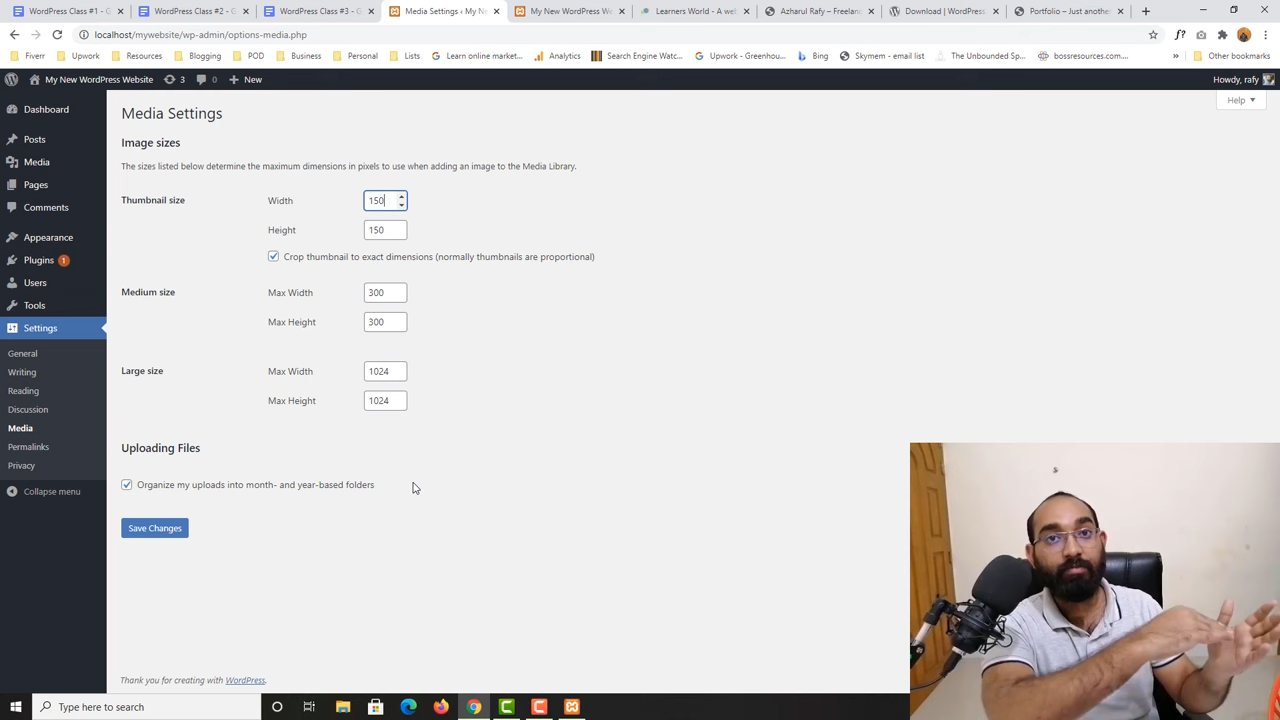 WordPress Class #1 - G
WordPress Class #2 - G
WordPress Class #3 - G
Media Settings ‹ My Ne
My New WordPress We
Learners World - A web
Azharul Rafy – Freelanc
Download | WordPress
Portfolio – Just another
localhost/mywebsite/wp-admin/options-media.php
Fiverr
Upwork
Resources
Blogging
POD
Business
Personal
Lists
Learn online market...
Analytics
Search Engine Watc...
Upwork - Greenhou...
Bing
Skymem - email list
The Unbounded Sp...
bossresources.com...
»
Other bookmarks
My New WordPress Website
3
0
New
Howdy, rafy
Help
Dashboard
Posts
Media
Pages
Comments
Appearance
Plugins 1
Users
Tools
Settings
General
Writing
Reading
Discussion
Media
Permalinks
Privacy
Collapse menu
Media Settings
Image sizes
The sizes listed below determine the maximum dimensions in pixels to use when adding an image to the Media Library.
Thumbnail size
Width 150
Height 150
Crop thumbnail to exact dimensions (normally thumbnails are proportional)
Medium size
Max Width 300
Max Height 300
Large size
Max Width 1024
Max Height 1024
Uploading Files
Organize my uploads into month- and year-based folders
Save Changes
Thank you for creating with WordPress.
Type here to search